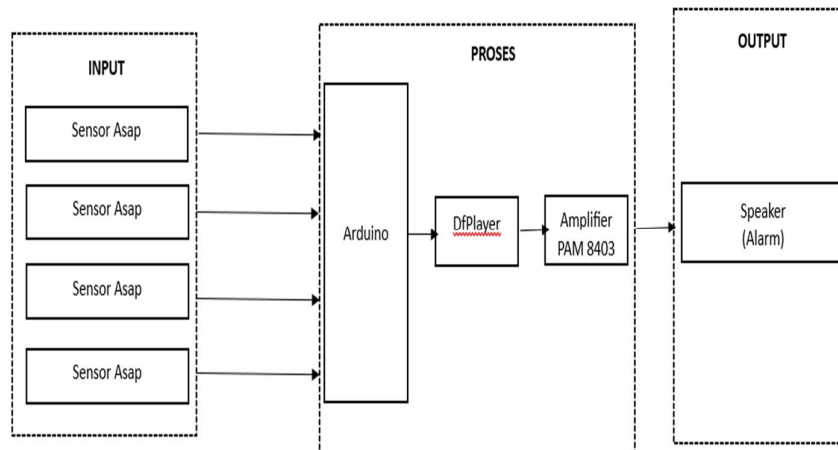 INPUT
Sensor Asap
Sensor Asap
Sensor Asap
Sensor Asap
PROSES
Arduino
DfPlayer
Amplifier
PAM 8403
OUTPUT
Speaker
(Alarm)